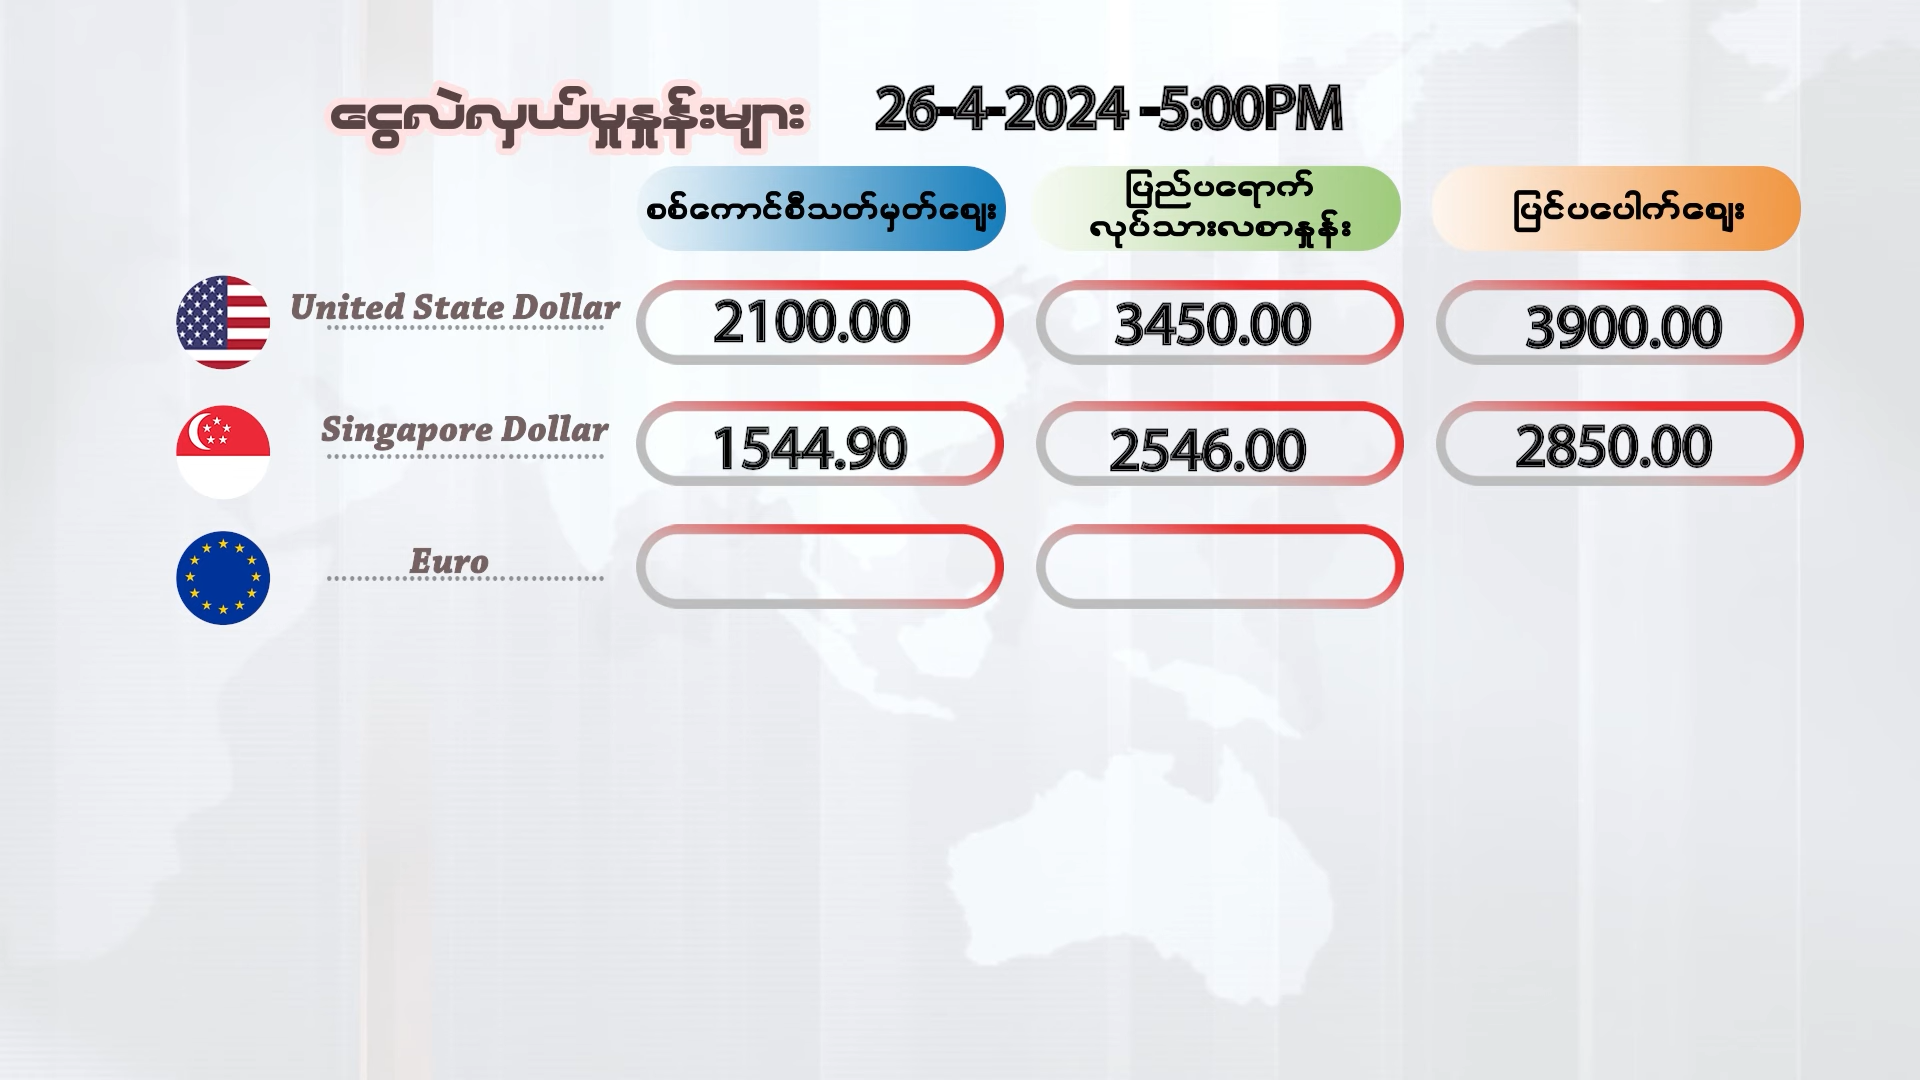 ငွေလဲလှယ်မှုနှုန်းများ 26-4-2024 -5:00PM
စစ်ကောင်စီသတ်မှတ်စျေး
ပြည်ပရောက်
လုပ်သားလစာနှုန်း
ပြင်ပပေါက်စျေး
United State Dollar 2100.00 3450.00 3900.00
Singapore Dollar 1544.90 2546.00 2850.00
Euro